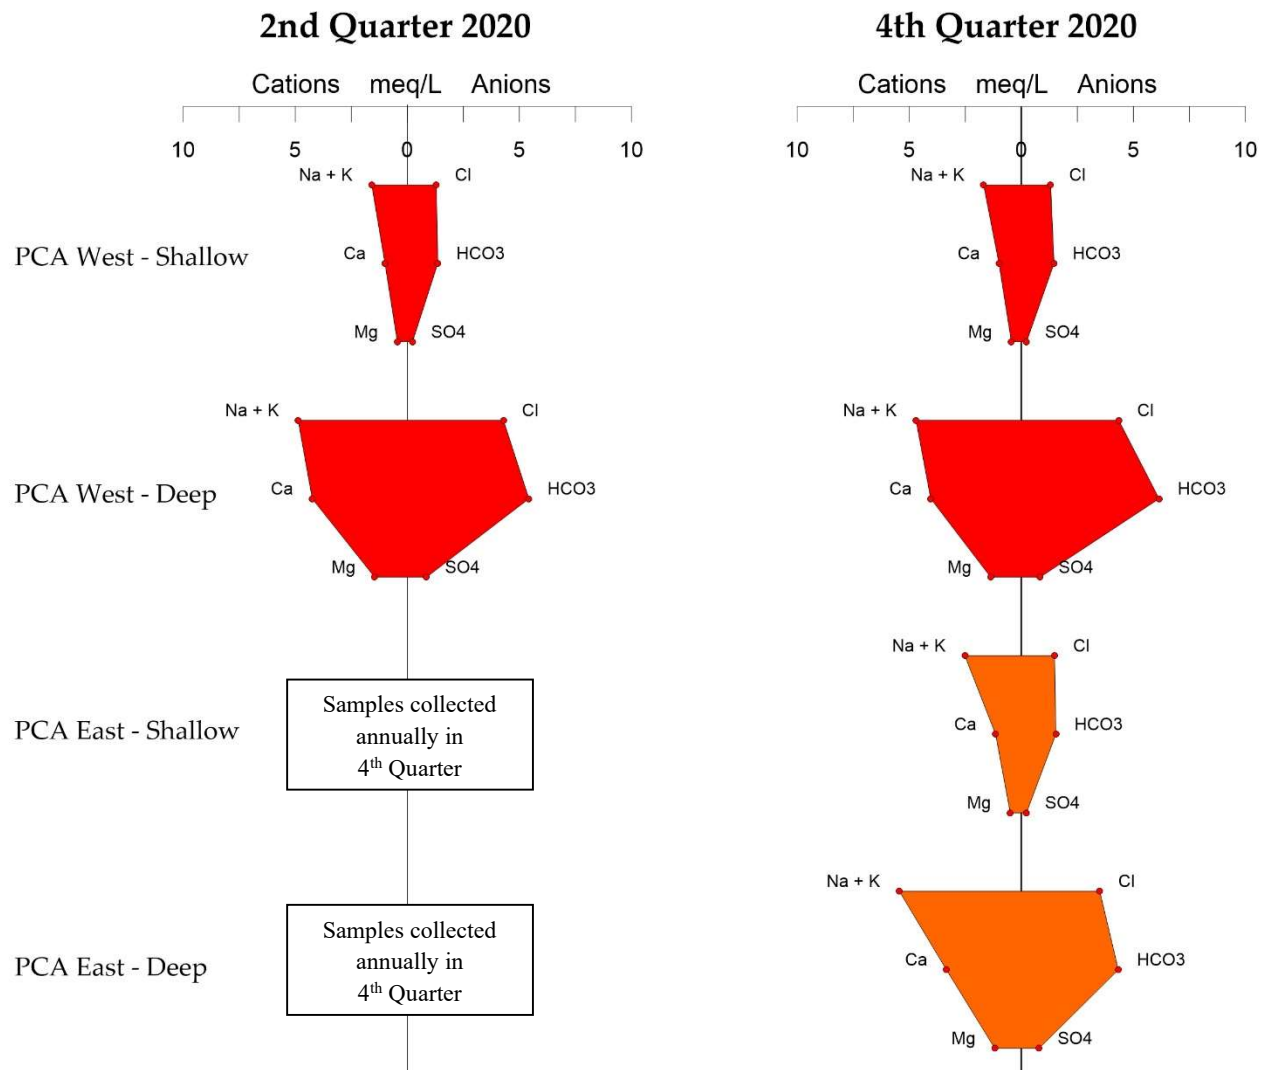 2nd Quarter 2020
4th Quarter 2020
Cations meq/L Anions
Cations meq/L Anions
10 5 0 5 10
10 5 0 5 10
Na + K Cl
Na + K Cl
PCA West - Shallow
Ca HCO3
Ca HCO3
Mg SO4
Mg SO4
Na + K Cl
Na + K Cl
PCA West - Deep
Ca HCO3
Ca HCO3
Mg SO4
Mg SO4
Na + K Cl
PCA East - Shallow
Samples collected
annually in
4th Quarter
Ca HCO3
Mg SO4
Na + K Cl
PCA East - Deep
Samples collected
annually in
4th Quarter
Ca HCO3
Mg SO4